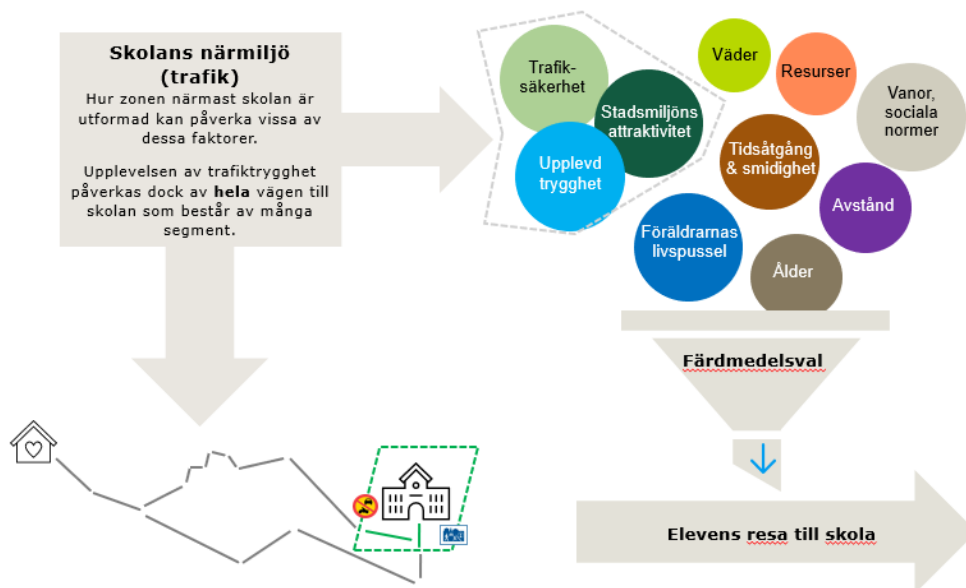 Skolans närmiljö
(trafik)
Hur zonen närmast skolan är
utformad kan påverka vissa av
dessa faktorer.
Upplevelsen av trafiktrygghet
påverkas dock av hela vägen till
skolan som består av många
segment.
Trafik-
säkerhet
Stadsmiljöns
attraktivitet
Upplevd
trygghet
Väder
Resurser
Vanor,
sociala
normer
Tidsåtgång
& smidighet
Avstånd
Föräldrarnas
livspussel
Ålder
Färdmedelsval
Elevens resa till skola